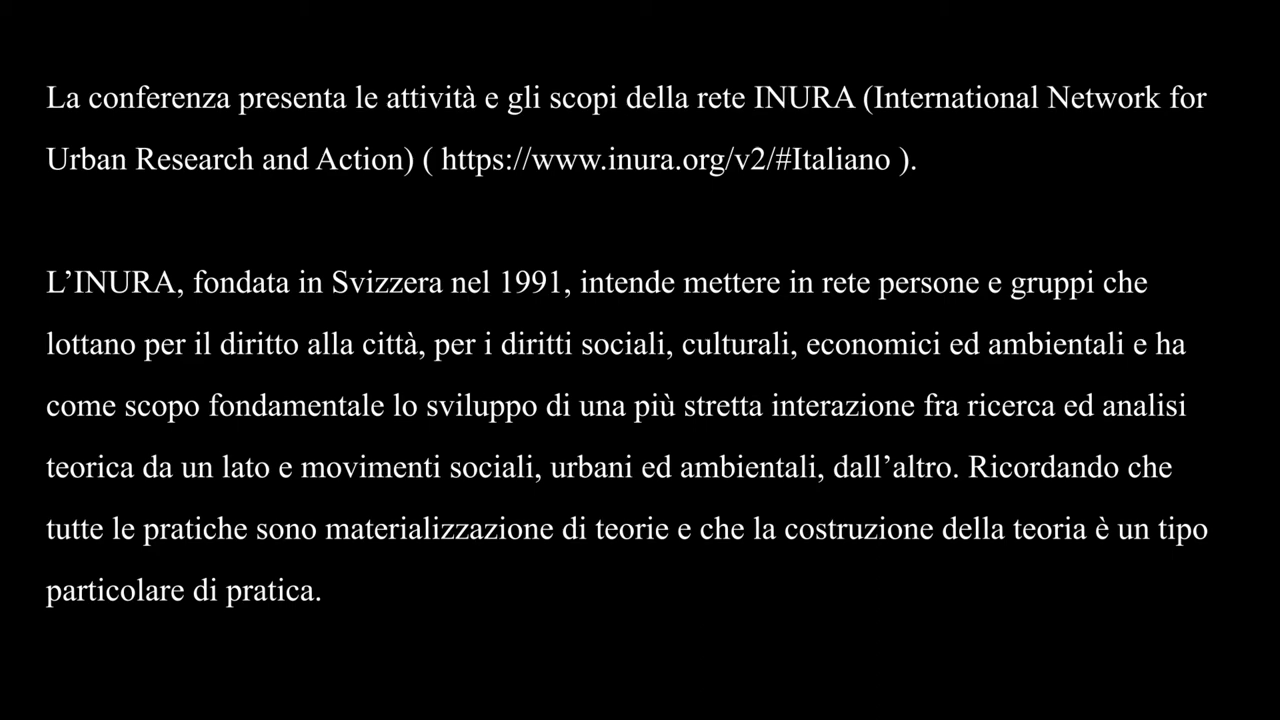 La conferenza presenta le attività e gli scopi della rete INURA (International Network for
Urban Research and Action) ( https://www.inura.org/v2/#Italiano ).
L’INURA, fondata in Svizzera nel 1991, intende mettere in rete persone e gruppi che
lottano per il diritto alla città, per i diritti sociali, culturali, economici ed ambientali e ha
come scopo fondamentale lo sviluppo di una più stretta interazione fra ricerca ed analisi
teorica da un lato e movimenti sociali, urbani ed ambientali, dall’altro. Ricordando che
tutte le pratiche sono materializzazione di teorie e che la costruzione della teoria è un tipo
particolare di pratica.